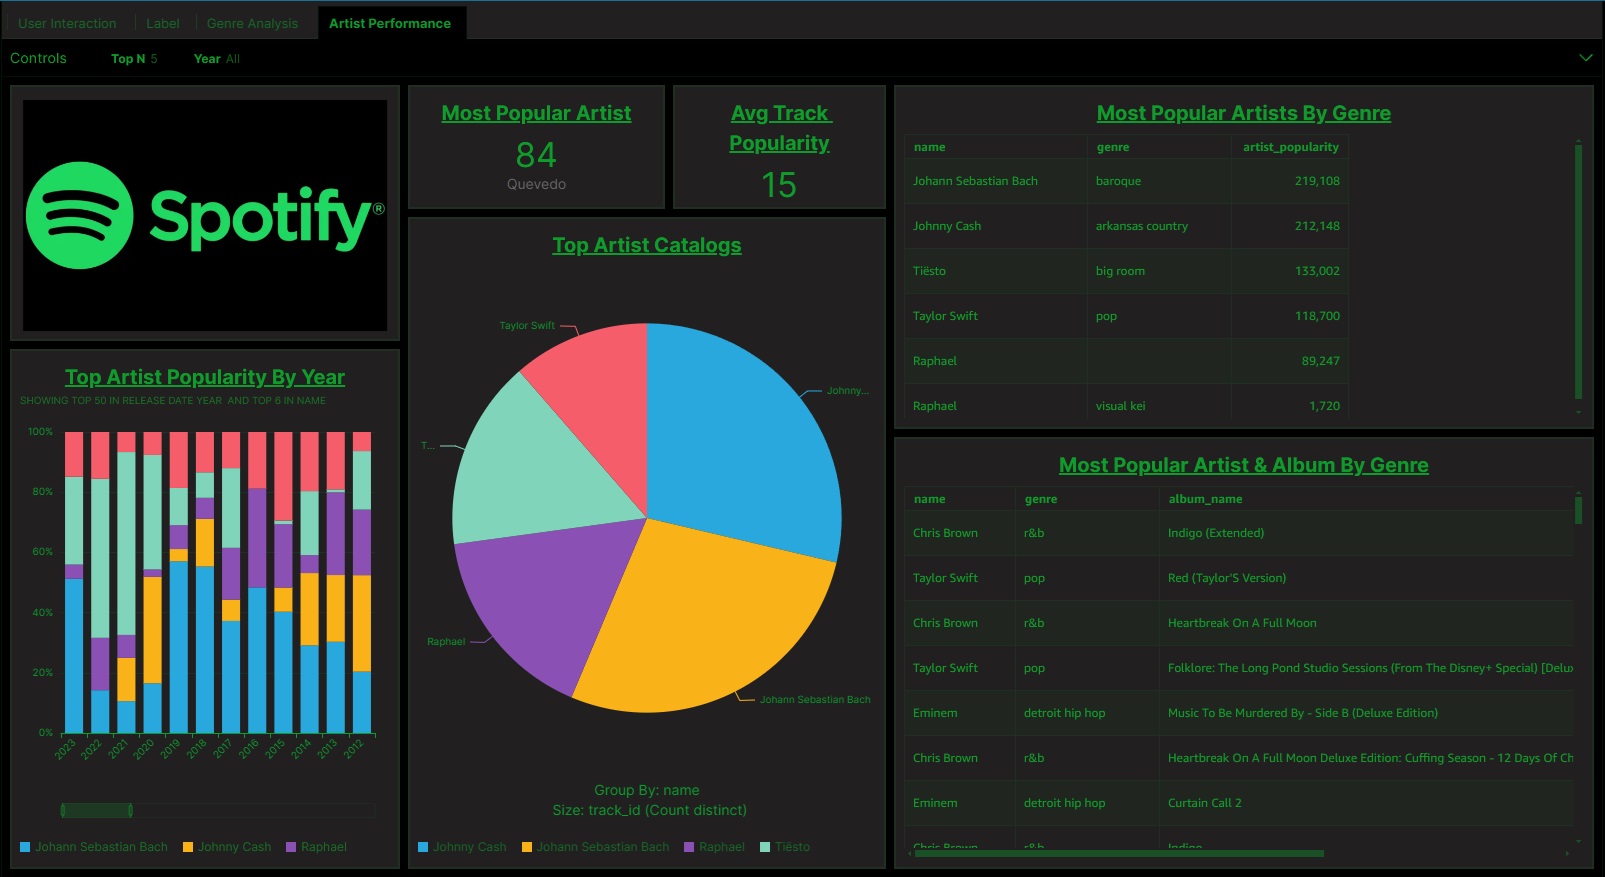 User Interaction
Label
Genre Analysis
Artist Performance
Controls
Top N 5
Year All
Spotify®
Most Popular Artist
84
Quevedo
Avg Track
Popularity
15
Most Popular Artists By Genre
name genre artist_popularity
Johann Sebastian Bach baroque 219,108
Johnny Cash arkansas country 212,148
Tiësto big room 133,002
Taylor Swift pop 118,700
Raphael 89,247
Raphael visual kei 1,720
Top Artist Popularity By Year
SHOWING TOP 50 IN RELEASE DATE YEAR AND TOP 6 IN NAME
100%
80%
60%
40%
20%
0%
2023 2022 2021 2020 2019 2018 2017 2016 2015 2014 2013 2012
Johann Sebastian Bach Johnny Cash Raphael
Top Artist Catalogs
Taylor Swift
Johnny...
T...
Raphael
Johann Sebastian Bach
Group By: name
Size: track_id (Count distinct)
Johnny Cash Johann Sebastian Bach Raphael Tiësto
Most Popular Artist & Album By Genre
name genre album_name
Chris Brown r&b Indigo (Extended)
Taylor Swift pop Red (Taylor'S Version)
Chris Brown r&b Heartbreak On A Full Moon
Taylor Swift pop Folklore: The Long Pond Studio Sessions (From The Disney+ Special) [Delux
Eminem detroit hip hop Music To Be Murdered By - Side B (Deluxe Edition)
Chris Brown r&b Heartbreak On A Full Moon Deluxe Edition: Cuffing Season - 12 Days Of Ch
Eminem detroit hip hop Curtain Call 2
Chris Brown r&b Indigo